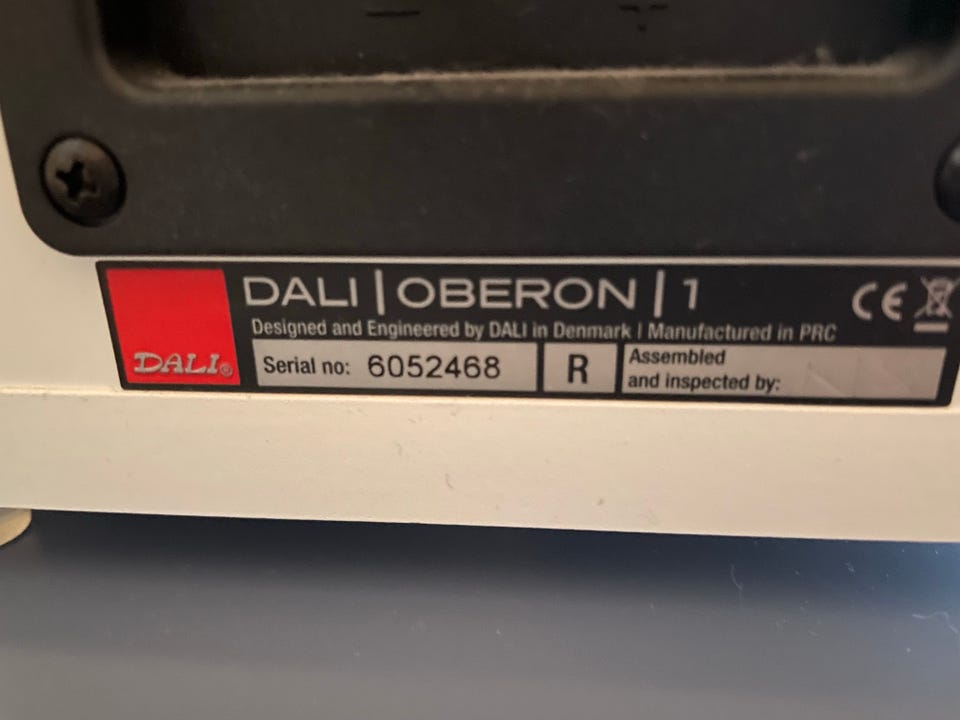 DALI | OBERON | 1
CE
Designed and Engineered by DALI in Denmark | Manufactured in PRC
DALI®
Serial no: 6052468
R
Assembled
and inspected by: